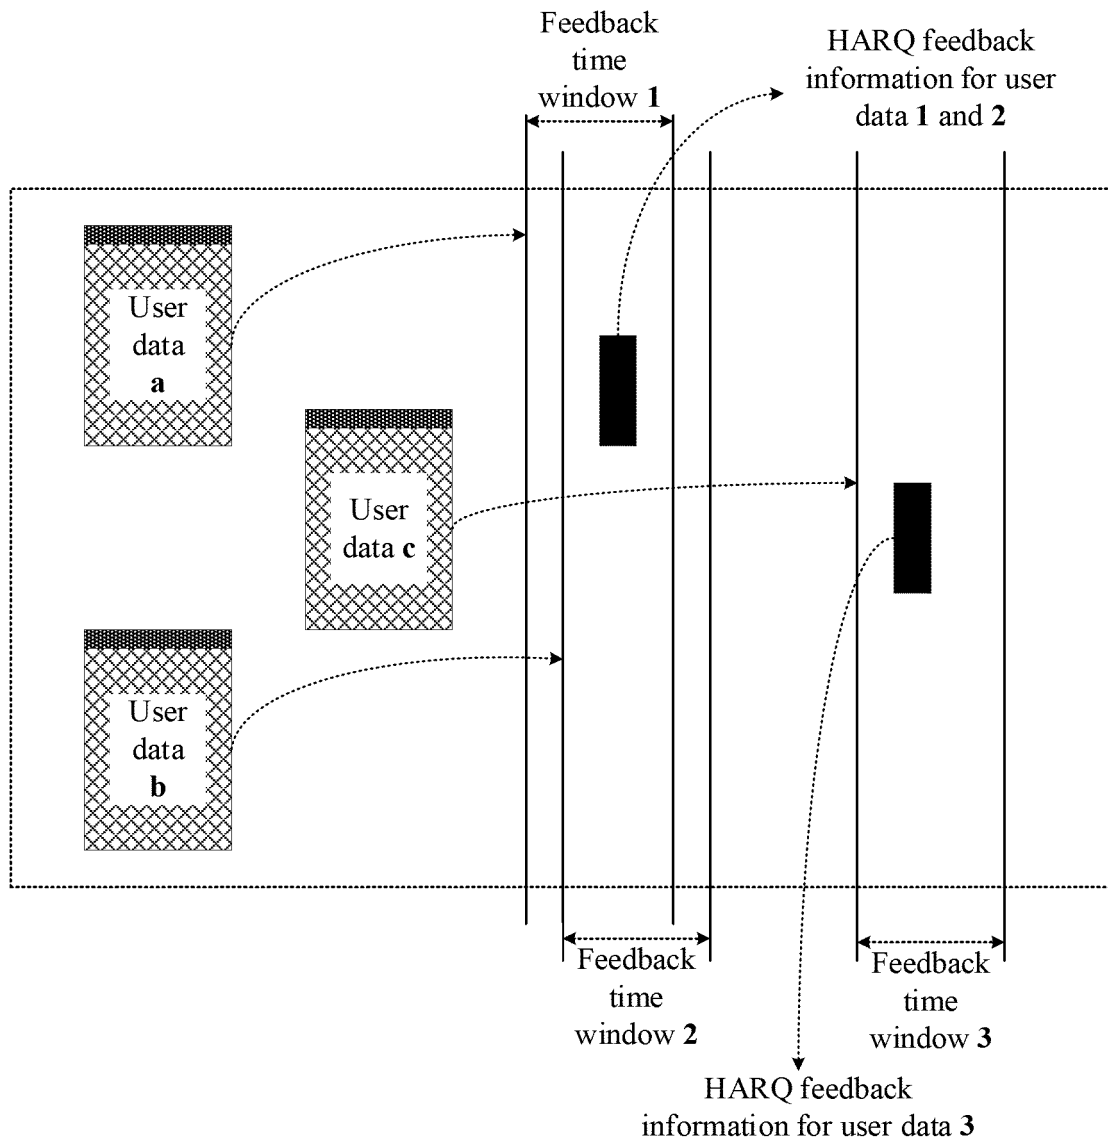 Feedback
time
window 1
HARQ feedback
information for user
data 1 and 2
User
data
a
User
data c
User
data
b
Feedback
time
window 2
Feedback
time
window 3
HARQ feedback
information for user data 3